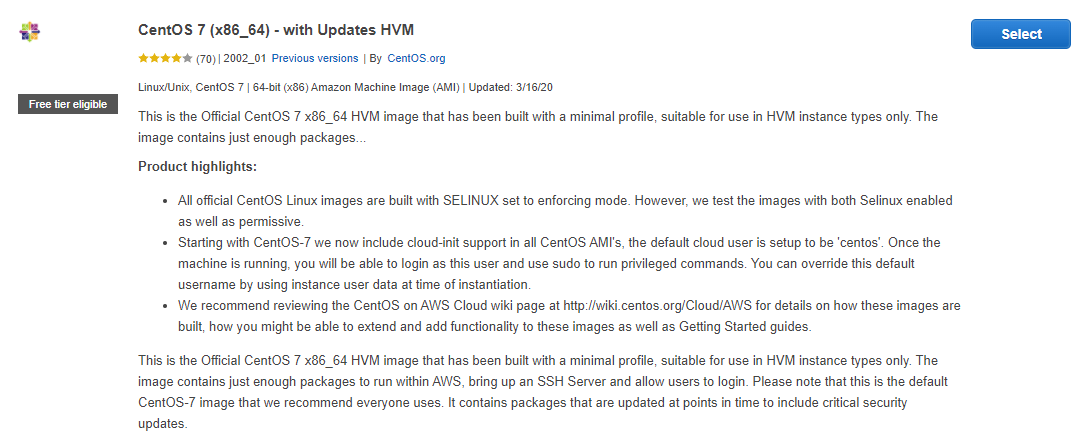 CentOS 7 (x86_64) - with Updates HVM
Select
(70) | 2002_01 Previous versions | By CentOS.org
Linux/Unix, CentOS 7 | 64-bit (x86) Amazon Machine Image (AMI) | Updated: 3/16/20
Free tier eligible
This is the Official CentOS 7 x86_64 HVM image that has been built with a minimal profile, suitable for use in HVM instance types only. The
image contains just enough packages...
Product highlights:
• All official CentOS Linux images are built with SELINUX set to enforcing mode. However, we test the images with both Selinux enabled
as well as permissive.
• Starting with CentOS-7 we now include cloud-init support in all CentOS AMI's, the default cloud user is setup to be 'centos'. Once the
machine is running, you will be able to login as this user and use sudo to run privileged commands. You can override this default
username by using instance user data at time of instantiation.
• We recommend reviewing the CentOS on AWS Cloud wiki page at http://wiki.centos.org/Cloud/AWS for details on how these images are
built, how you might be able to extend and add functionality to these images as well as Getting Started guides.
This is the Official CentOS 7 x86_64 HVM image that has been built with a minimal profile, suitable for use in HVM instance types only. The
image contains just enough packages to run within AWS, bring up an SSH Server and allow users to login. Please note that this is the default
CentOS-7 image that we recommend everyone uses. It contains packages that are updated at points in time to include critical security
updates.